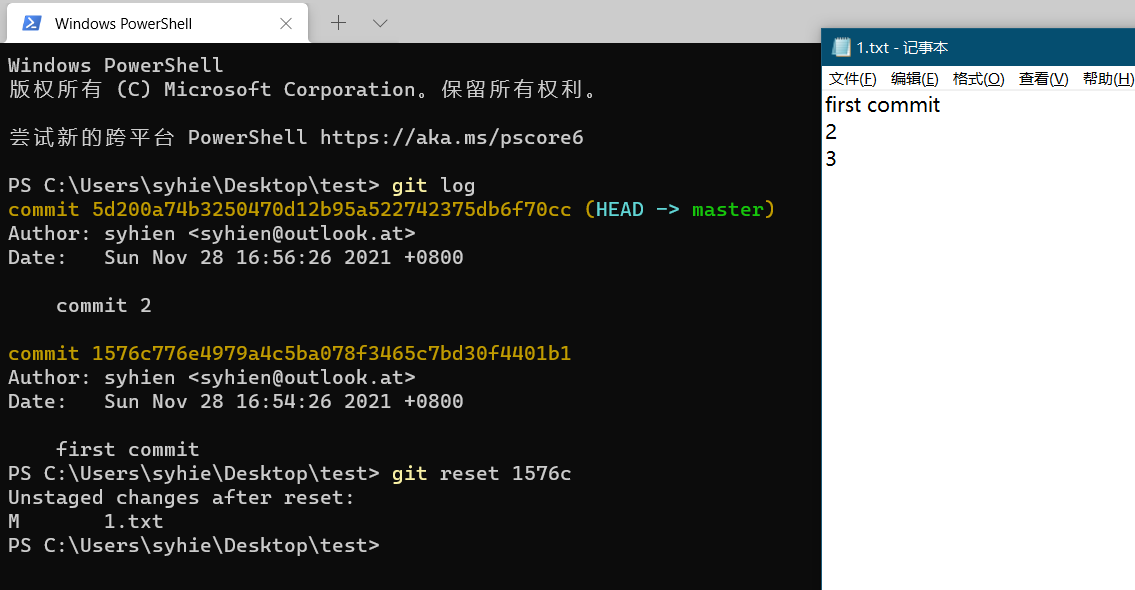 Windows PowerShell
Windows PowerShell
版权所有 (C) Microsoft Corporation。保留所有权利。
尝试新的跨平台 PowerShell https://aka.ms/pscore6
PS C:\Users\syhie\Desktop\test> git log
commit 5d200a74b3250470d12b95a522742375db6f70cc (HEAD -> master)
Author: syhien <syhien@outlook.at>
Date:   Sun Nov 28 16:56:26 2021 +0800
commit 2
commit 1576c776e4979a4c5ba078f3465c7bd30f4401b1
Author: syhien <syhien@outlook.at>
Date:   Sun Nov 28 16:54:26 2021 +0800
first commit
PS C:\Users\syhie\Desktop\test> git reset 1576c
Unstaged changes after reset:
M       1.txt
PS C:\Users\syhie\Desktop\test>
1.txt - 记事本
文件(F) 编辑(E) 格式(O) 查看(V) 帮助(H)
first commit
2
3